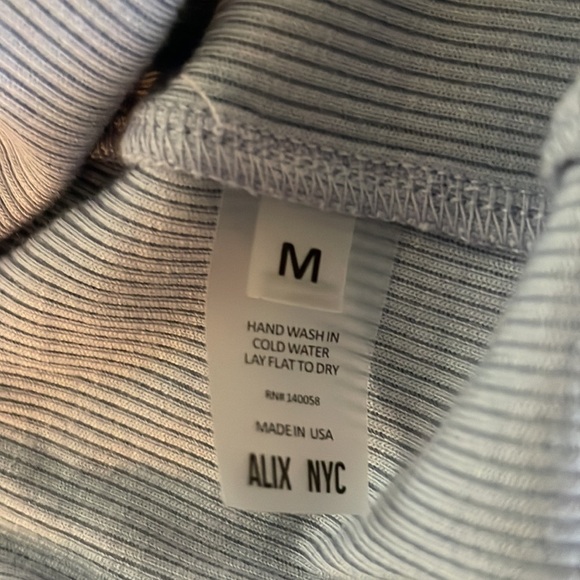 M
HAND WASH IN
COLD WATER
LAY FLAT TO DRY
RN# 140058
MADE IN USA
ALIX NYC